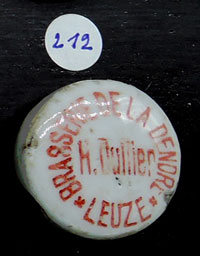 212
BRASSERIE DE LA DENDRE
H. Dullier
* LEUZE *